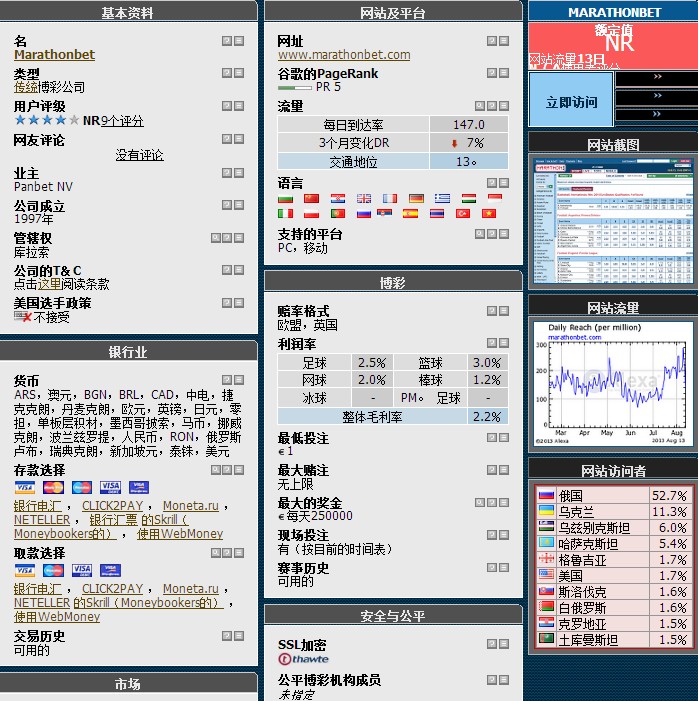 基本资料
名
Marathonbet
类型
传统博彩公司
用户评级
NR9个评分
网友评论
没有评论
业主
Panbet NV
公司成立
1997年
管辖权
库拉索
公司的T& C
点击这里阅读条款
美国选手政策
不接受
银行业
货币
ARS，澳元，BGN，BRL，CAD，中电，捷
克克朗，丹麦克朗，欧元，英镑，日元，零
担，单板层积材，墨西哥披索，马币，挪威
克朗，波兰兹罗提，人民币，RON，俄罗斯
卢布，瑞典克朗，新加坡元，泰铢，美元
存款选择
银行电汇 ， CLICK2PAY ， Moneta.ru ，
NETELLER ， 银行汇票 的Skrill（
Moneybookers的） ， 使用WebMoney
取款选择
银行电汇 ， CLICK2PAY ， Moneta.ru ，
NETELLER 的Skrill（Moneybookers的） ，
使用WebMoney
交易历史
可用的
市场
网站及平台
网址
www.marathonbet.com
谷歌的PageRank
PR 5
流量
每日到达率 147.0
3个月变化DR 7%
交通地位 13。
语言
支持的平台
PC，移动
博彩
赔率格式
欧盟，英国
利润率
足球 2.5% 篮球 3.0%
网球 2.0% 棒球 1.2%
冰球 - PM。 足球 -
整体毛利率 2.2%
最低投注
€ 1
最大赌注
无上限
最大的奖金
€每天250000
现场投注
有（按目前的时间表）
赛事历史
可用的
安全与公平
SSL加密
thawte
公平博彩机构成员
未指定
MARATHONBET
额定值
NR
网站流量13日
立即访问
网站截图
网站流量
Daily Reach (per million)
marathonbet.com
300
200
100
0
Mar Apr May Jun Jul Aug
©2013 Alexa 2013 Aug 13
网站访问者
俄国 52.7%
乌克兰 11.3%
乌兹别克斯坦 6.0%
哈萨克斯坦 5.4%
格鲁吉亚 1.7%
美国 1.7%
斯洛伐克 1.6%
白俄罗斯 1.6%
克罗地亚 1.5%
土库曼斯坦 1.5%